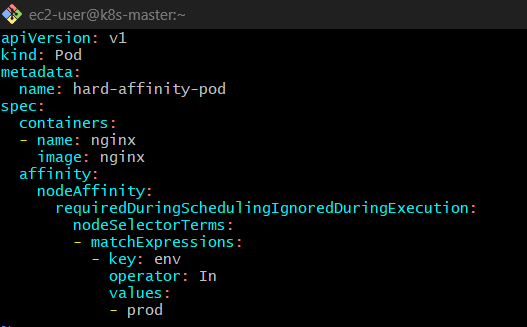 ec2-user@k8s-master:~
apiVersion: v1
kind: Pod
metadata:
  name: hard-affinity-pod
spec:
  containers:
  - name: nginx
    image: nginx
  affinity:
    nodeAffinity:
      requiredDuringSchedulingIgnoredDuringExecution:
        nodeSelectorTerms:
        - matchExpressions:
          - key: env
            operator: In
            values:
            - prod